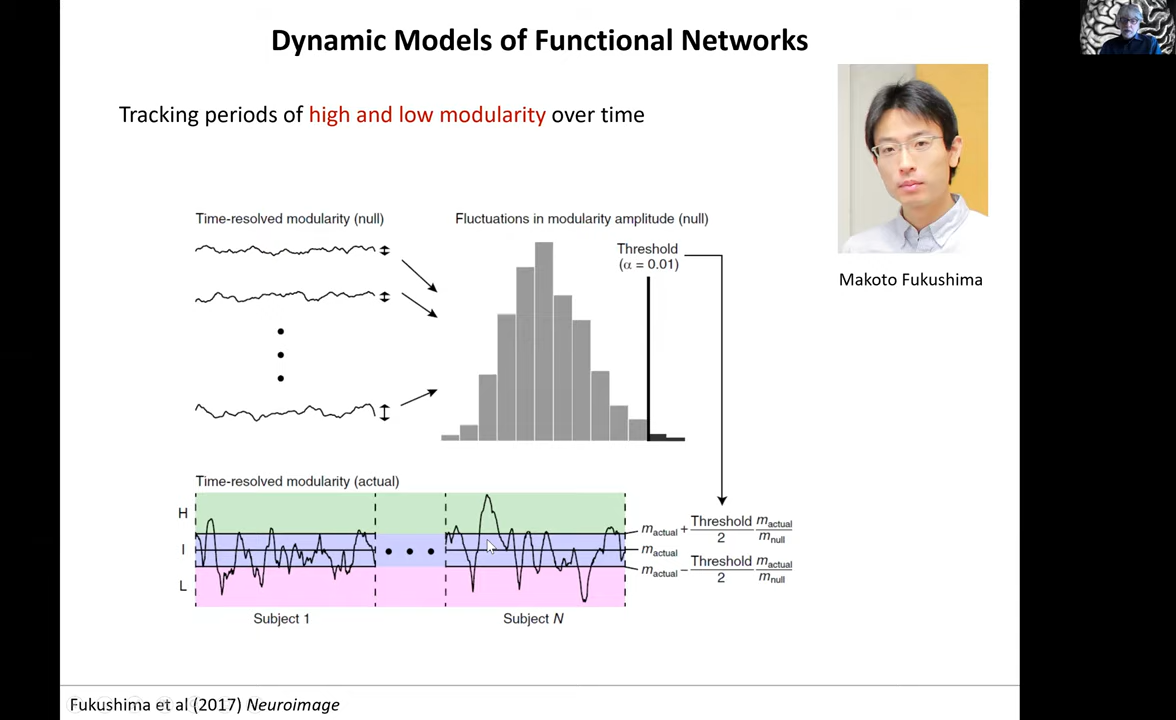 Dynamic Models of Functional Networks
Tracking periods of high and low modularity over time
Makoto Fukushima
Time-resolved modularity (null)
Fluctuations in modularity amplitude (null)
Threshold
(α = 0.01)
Time-resolved modularity (actual)
H
I
L
m_actual + Threshold/2 m_actual/m_null
m_actual
m_actual − Threshold/2 m_actual/m_null
Subject 1
Subject N
Fukushima et al (2017) Neuroimage